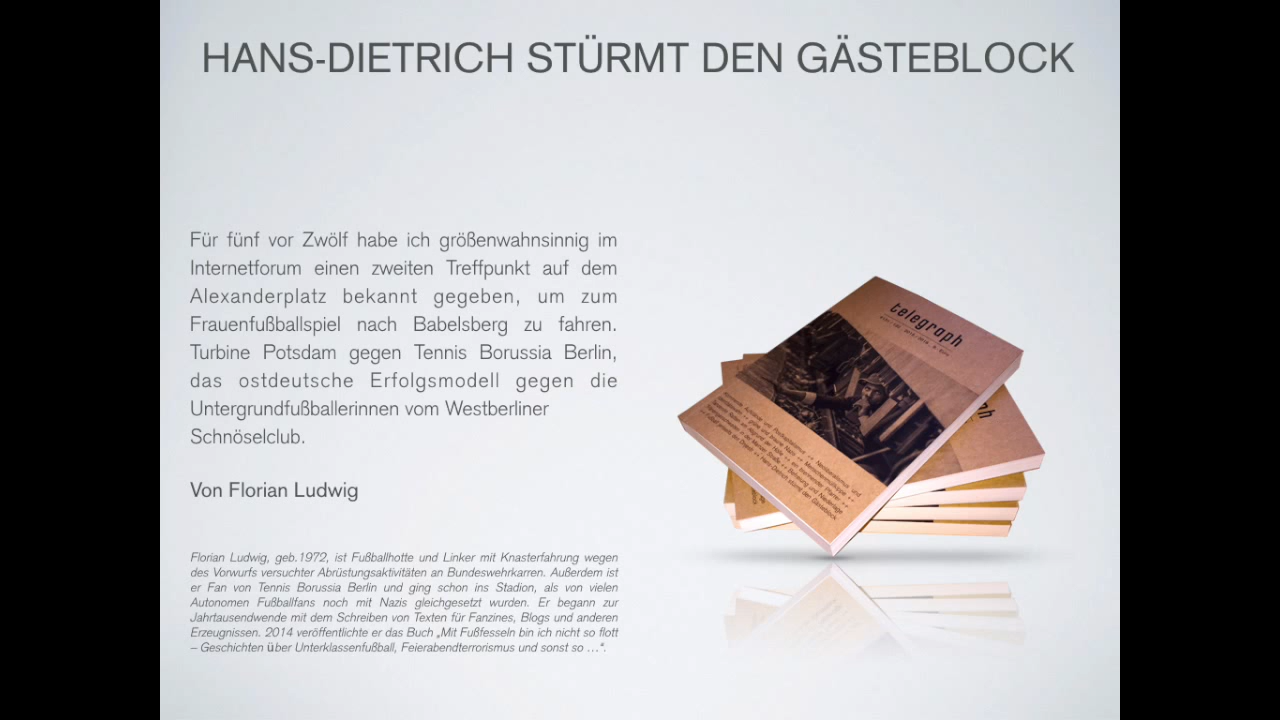 HANS-DIETRICH STÜRMT DEN GÄSTEBLOCK
Für fünf vor Zwölf habe ich größenwahnsinnig im
Internetforum einen zweiten Treffpunkt auf dem
Alexanderplatz bekannt gegeben, um zum
Frauenfußballspiel nach Babelsberg zu fahren.
Turbine Potsdam gegen Tennis Borussia Berlin,
das ostdeutsche Erfolgsmodell gegen die
Untergrundfußballerinnen vom Westberliner
Schnöselclub.
Von Florian Ludwig
Florian Ludwig, geb.1972, ist Fußballhotte und Linker mit Knasterfahrung wegen
des Vorwurfs versuchter Abrüstungsaktivitäten an Bundeswehrkarren. Außerdem ist
er Fan von Tennis Borussia Berlin und ging schon ins Stadion, als von vielen
Autonomen Fußballfans noch mit Nazis gleichgesetzt wurden. Er begann zur
Jahrtausendwende mit dem Schreiben von Texten für Fanzines, Blogs und anderen
Erzeugnissen. 2014 veröffentlichte er das Buch „Mit Fußfesseln bin ich nicht so flott
– Geschichten über Unterklassenfußball, Feierabendterrorismus und sonst so …“.
telegraph